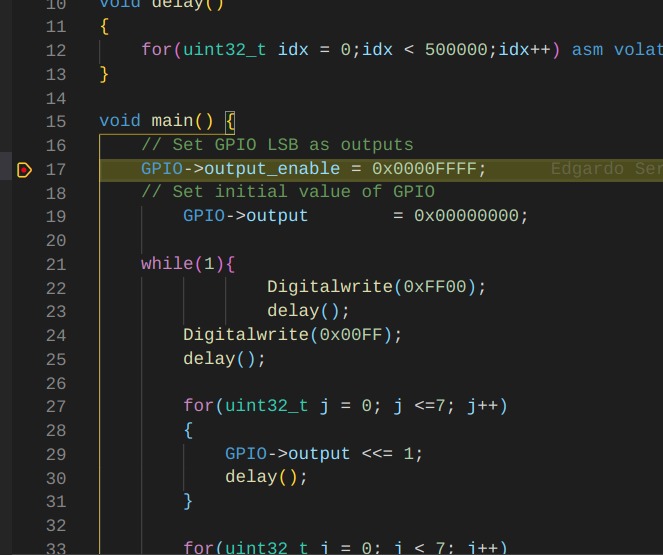 10 void delay()
11 {
12 for(uint32_t idx = 0;idx < 500000;idx++) asm volat
13 }
14
15 void main() {
16 // Set GPIO LSB as outputs
17 GPIO->output_enable = 0x0000FFFF; Edgardo Ser
18 // Set initial value of GPIO
19 GPIO->output = 0x00000000;
20
21 while(1){
22 Digitalwrite(0xFF00);
23 delay();
24 Digitalwrite(0x00FF);
25 delay();
26
27 for(uint32_t j = 0; j <=7; j++)
28 {
29 GPIO->output <<= 1;
30 delay();
31 }
32
33 for(uint32_t j = 0; j < 7; j++)